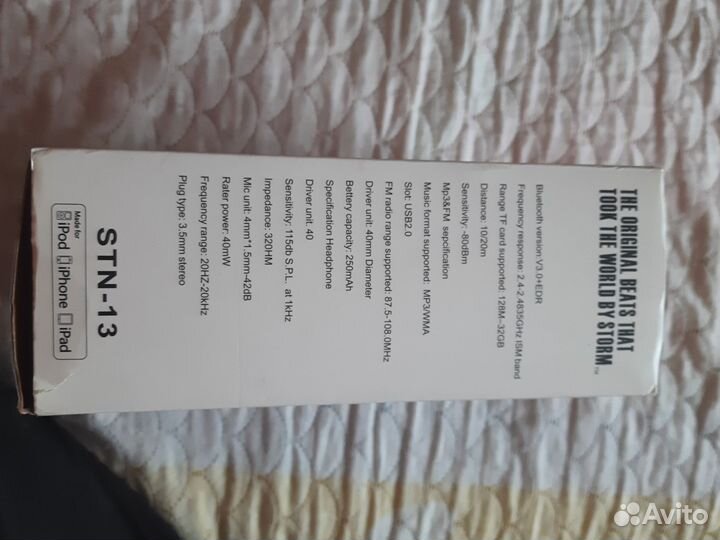 THE ORIGINAL BEATS THAT
TOOK THE WORLD BY STORM™
Bluetooth version:V3.0+EDR
Frequency response: 2.4-2.4835GHz ISM band
Range TF card supported: 128M--32GB
Distance: 10/20m
Sensitivity: -80dBm
Mp3&FM sepcification
Music format supported: MP3/WMA
Slot: USB2.0
FM radio range supported: 87.5-108.0MHz
Driver unit: 40mm Diameter
Bettery capacity: 250mAh
Specification Headphone
Driver unit: 40
Sensitivity: 115db S.P.L. at 1kHz
Impedance: 320HM
Mic unit: 4mm*1.5mm-42dB
Rater power: 40mW
Frequency range: 20HZ-20kHz
Plug type: 3.5mm stereo
STN-13
Made for
iPod iPhone iPad
Avito